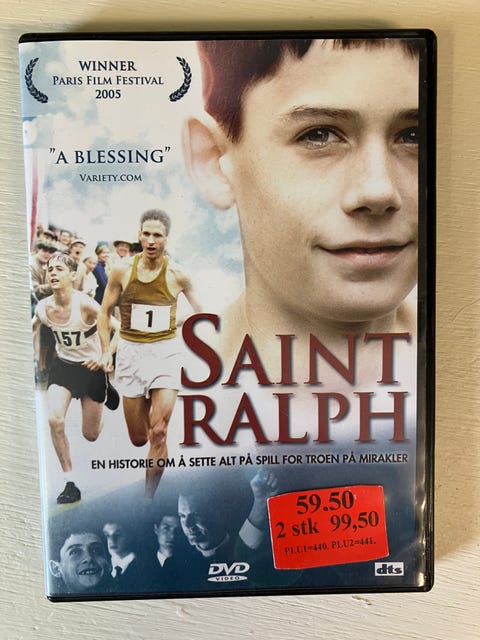 WINNER
PARIS FILM FESTIVAL
2005
"A BLESSING"
VARIETY.COM
157
1
SAINT
RALPH
EN HISTORIE OM Å SETTE ALT PÅ SPILL FOR TROEN PÅ MIRAKLER
59.50
2 stk 99,50
PLU1=440. PLU2=441.
DVD
VIDEO
dts